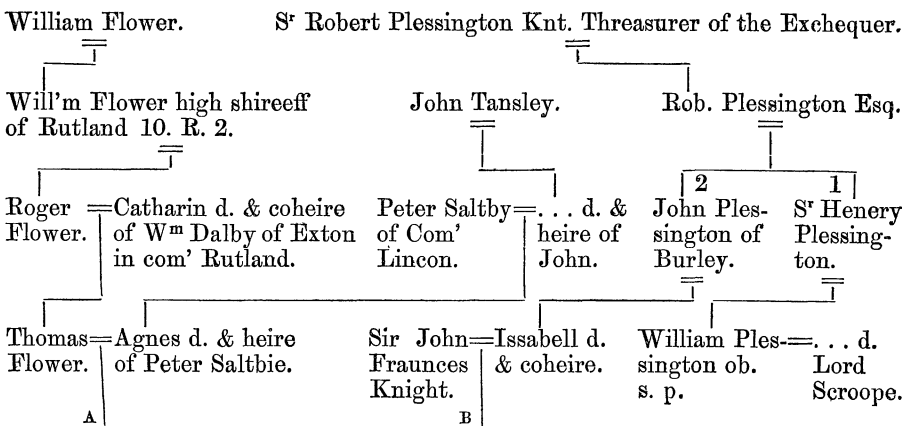 William Flower. Sʳ Robert Plessington Knt. Threasurer of the Exchequer.
Will'm Flower high shireeff
of Rutland 10. R. 2.
John Tansley.
Rob. Plessington Esq.
2 1
Roger
Flower.
=Catharin d. & coheire
of Wᵐ Dalby of Exton
in com' Rutland.
Peter Saltby
of Com'
Lincon.
=. . . d. &
heire of
John.
John Ples-
sington of
Burley.
Sʳ Henery
Plessing-
ton.
Thomas
Flower.
=Agnes d. & heire
of Peter Saltbie.
Sir John
Fraunces
Knight.
=Issabell d.
& coheire.
William Ples-
sington ob.
s. p.
=. . . d.
Lord
Scroope.
A B